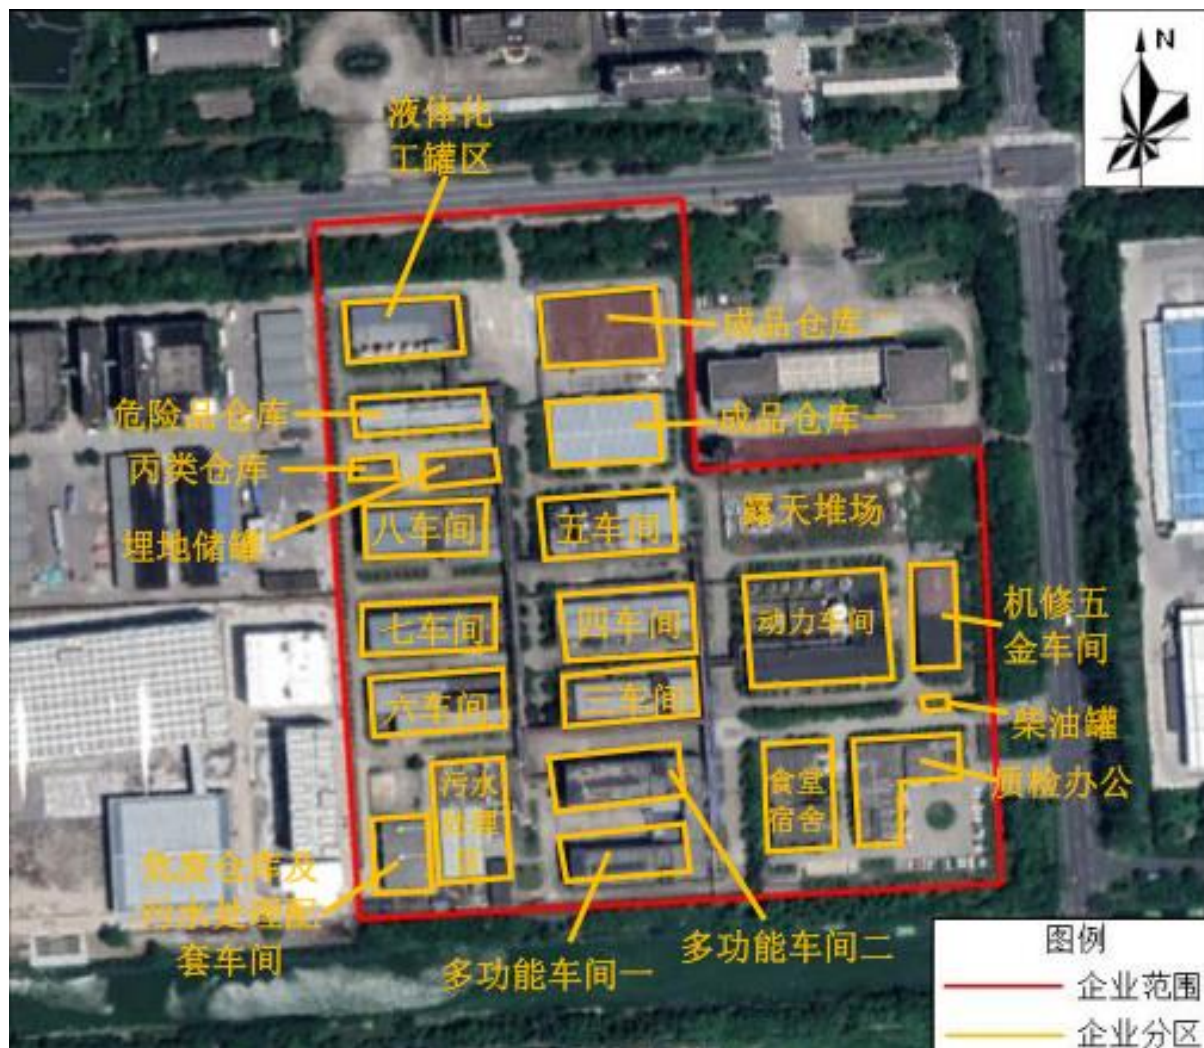 N
液体化
工罐区
成品仓库二
危险品仓库
成品仓库一
丙类仓库
埋地储罐
八车间
五车间
露天堆场
七车间
四车间
动力车间
机修五
金车间
六车间
三车间
柴油罐
污水
处理
食堂
宿舍
质检办公
危废仓库及
污水处理配
套车间
多功能车间一
多功能车间二
图例
企业范围
企业分区